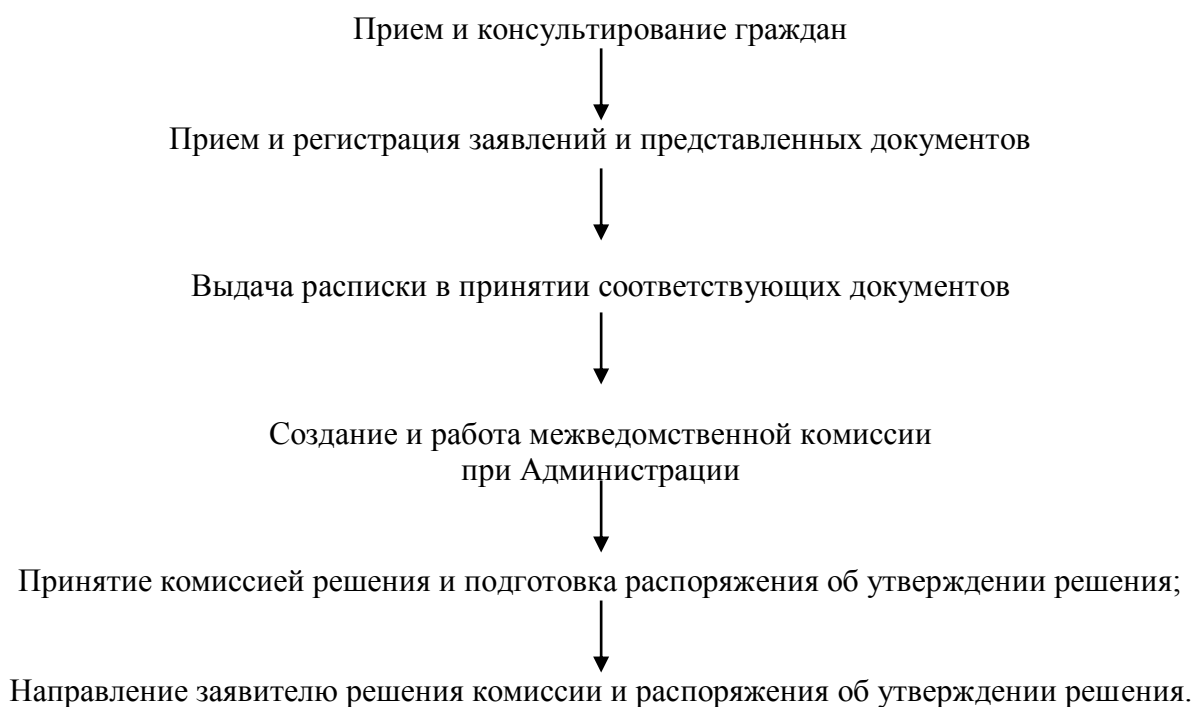 Прием и консультирование граждан
Прием и регистрация заявлений и представленных документов
Выдача расписки в принятии соответствующих документов
Создание и работа межведомственной комиссии
при Администрации
Принятие комиссией решения и подготовка распоряжения об утверждении решения;
Направление заявителю решения комиссии и распоряжения об утверждении решения.